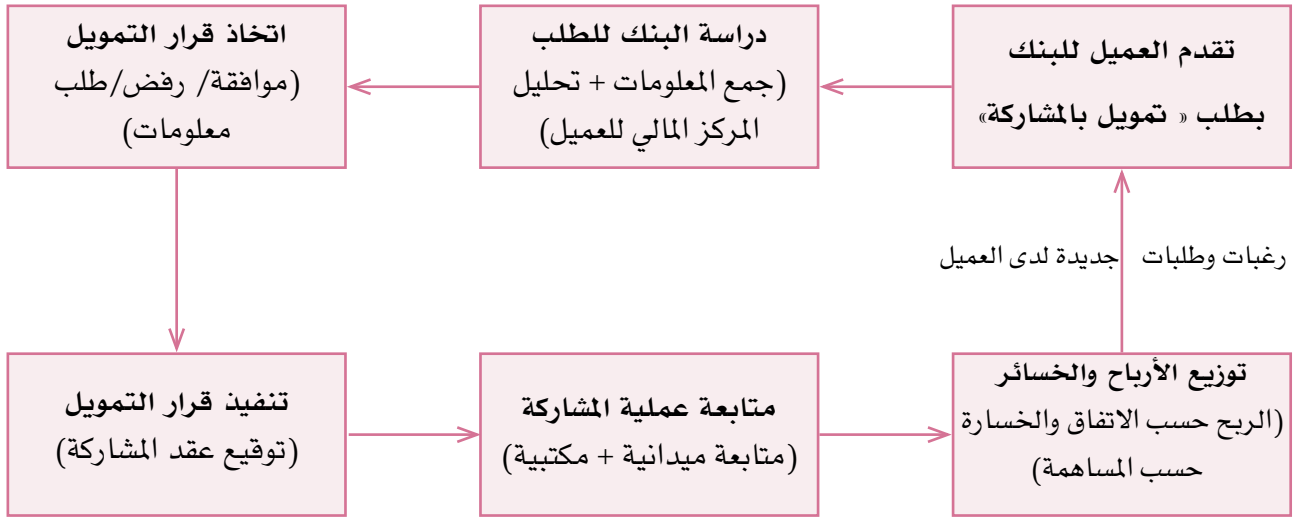 تقدم العميل للبنك
بطلب « تمويل بالمشاركة»
دراسة البنك للطلب
(جمع المعلومات + تحليل
المركز المالي للعميل)
اتخاذ قرار التمويل
(موافقة/ رفض/طلب
معلومات)
تنفيذ قرار التمويل
(توقيع عقد المشاركة)
متابعة عملية المشاركة
(متابعة ميدانية + مكتبية)
توزيع الأرباح والخسائر
(الربح حسب الاتفاق والخسارة
حسب المساهمة)
رغبات وطلبات جديدة لدى العميل